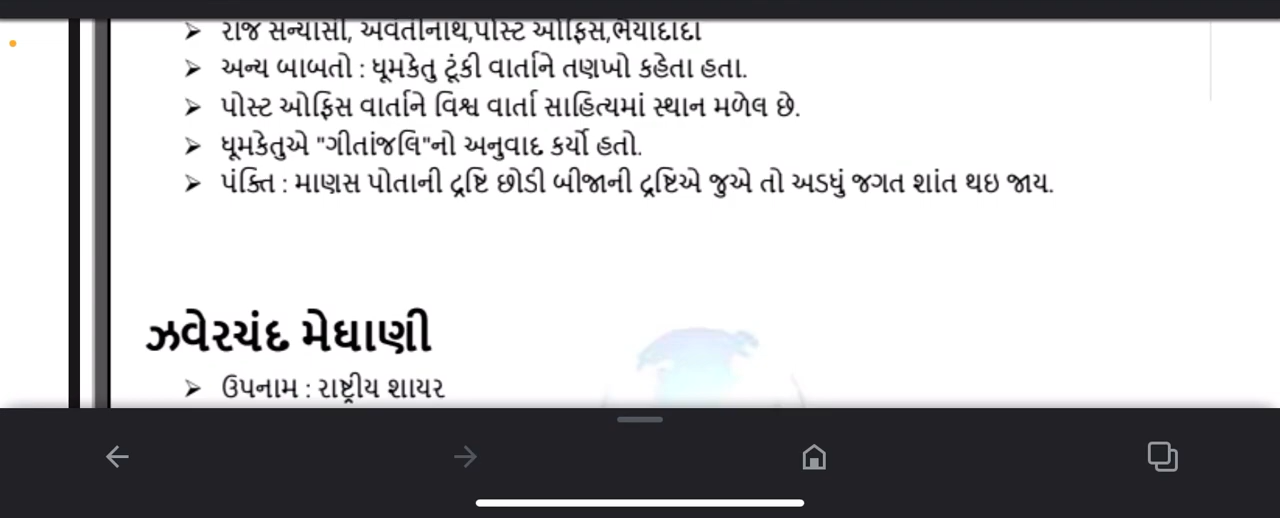 ➤ રાજ સન્યાસી, અવંતીનાથ,પોસ્ટ ઓફિસ,ભૈયાદાદા
➤ અન્ય બાબતો : ધૂમકેતુ ટૂંકી વાર્તાને તણખો કહેતા હતા.
➤ પોસ્ટ ઓફિસ વાર્તાને વિશ્વ વાર્તા સાહિત્યમાં સ્થાન મળેલ છે.
➤ ધૂમકેતુએ "ગીતાંજલિ"નો અનુવાદ કર્યો હતો.
➤ પંક્તિ : માણસ પોતાની દ્રષ્ટિ છોડી બીજાની દ્રષ્ટિએ જુએ તો અડધું જગત શાંત થઇ જાય.
ઝવેરચંદ મેઘાણી
➤ ઉપનામ : રાષ્ટ્રીય શાયર